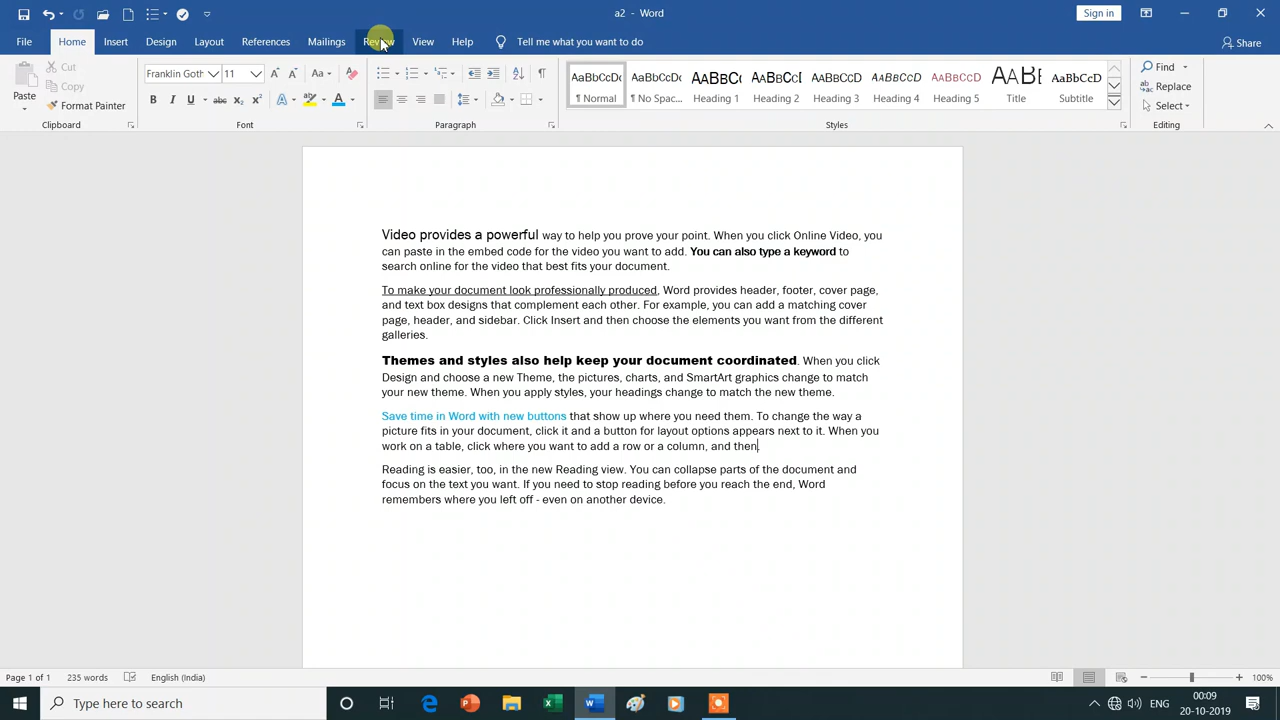 a2 - Word
Sign in
File Home Insert Design Layout References Mailings Review View Help Tell me what you want to do Share
Paste
Cut
Copy
Format Painter
Clipboard
Franklin Goth 11
Font
Paragraph
AaBbCcDc AaBbCcDc AaBbCc AaBbCcI AaBbCcDd AaBbCcDd AaBbCcDd AaBbCcDd
¶ Normal ¶ No Spac... Heading 1 Heading 2 Heading 3 Heading 4 Heading 5 Title Subtitle
Styles
Find
Replace
Select
Editing
Video provides a powerful way to help you prove your point. When you click Online Video, you
can paste in the embed code for the video you want to add. You can also type a keyword to
search online for the video that best fits your document.
To make your document look professionally produced, Word provides header, footer, cover page,
and text box designs that complement each other. For example, you can add a matching cover
page, header, and sidebar. Click Insert and then choose the elements you want from the different
galleries.
Themes and styles also help keep your document coordinated. When you click
Design and choose a new Theme, the pictures, charts, and SmartArt graphics change to match
your new theme. When you apply styles, your headings change to match the new theme.
Save time in Word with new buttons that show up where you need them. To change the way a
picture fits in your document, click it and a button for layout options appears next to it. When you
work on a table, click where you want to add a row or a column, and then.
Reading is easier, too, in the new Reading view. You can collapse parts of the document and
focus on the text you want. If you need to stop reading before you reach the end, Word
remembers where you left off - even on another device.
Page 1 of 1 235 words English (India) 100%
Type here to search
ENG
00:09
20-10-2019